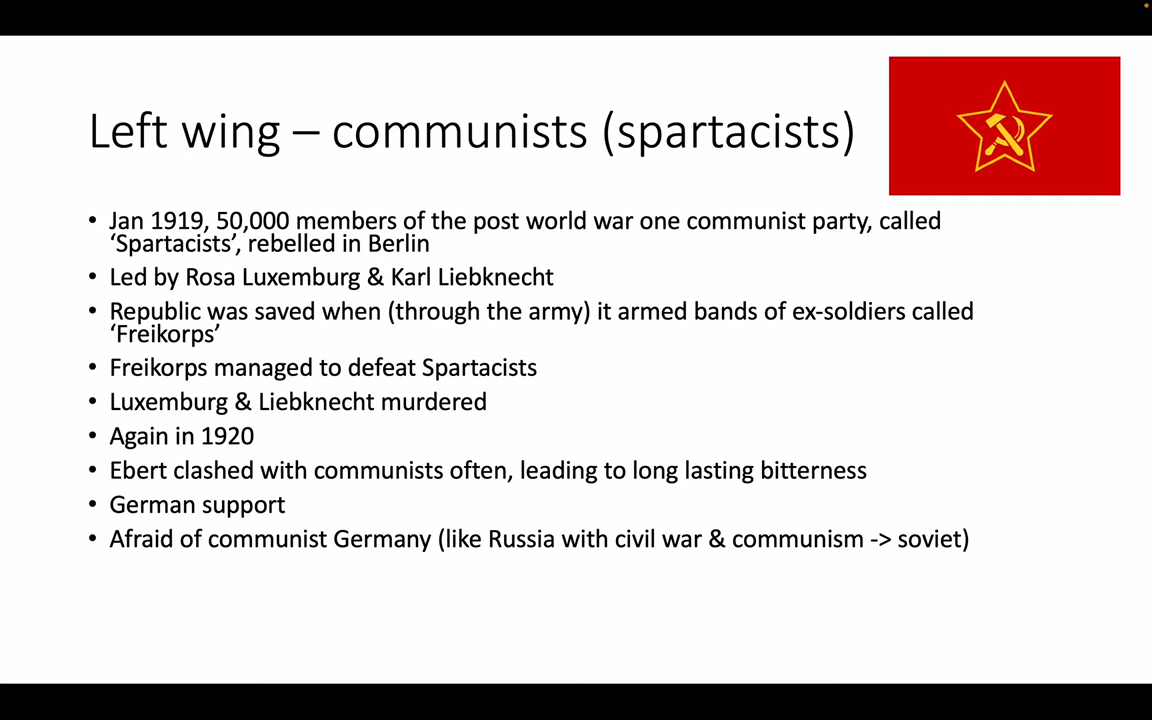 Left wing – communists (spartacists)
• Jan 1919, 50,000 members of the post world war one communist party, called
‘Spartacists’, rebelled in Berlin
• Led by Rosa Luxemburg & Karl Liebknecht
• Republic was saved when (through the army) it armed bands of ex-soldiers called
‘Freikorps’
• Freikorps managed to defeat Spartacists
• Luxemburg & Liebknecht murdered
• Again in 1920
• Ebert clashed with communists often, leading to long lasting bitterness
• German support
• Afraid of communist Germany (like Russia with civil war & communism -> soviet)